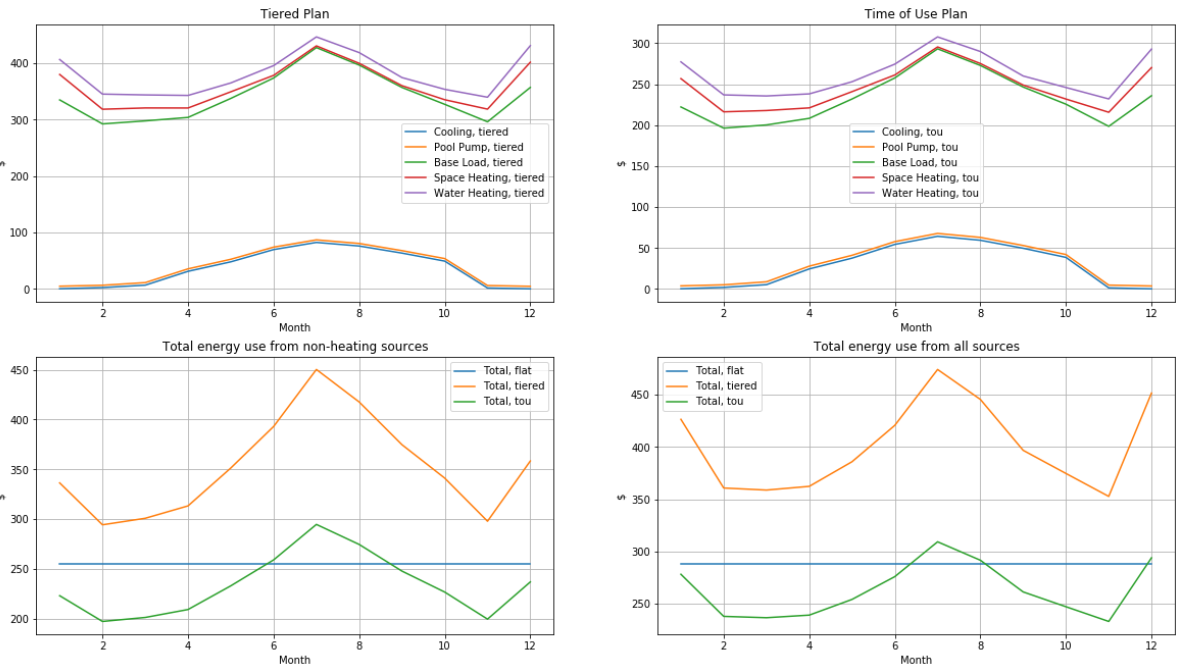 Tiered Plan
400
300
200
100
0
$
2
4
6
8
10
12
Month
Cooling, tiered
Pool Pump, tiered
Base Load, tiered
Space Heating, tiered
Water Heating, tiered
Time of Use Plan
300
250
200
150
100
50
0
$
2
4
6
8
10
12
Month
Cooling, tou
Pool Pump, tou
Base Load, tou
Space Heating, tou
Water Heating, tou
Total energy use from non-heating sources
450
400
350
300
250
200
$
2
4
6
8
10
12
Month
Total, flat
Total, tiered
Total, tou
Total energy use from all sources
450
400
350
300
250
$
2
4
6
8
10
12
Month
Total, flat
Total, tiered
Total, tou